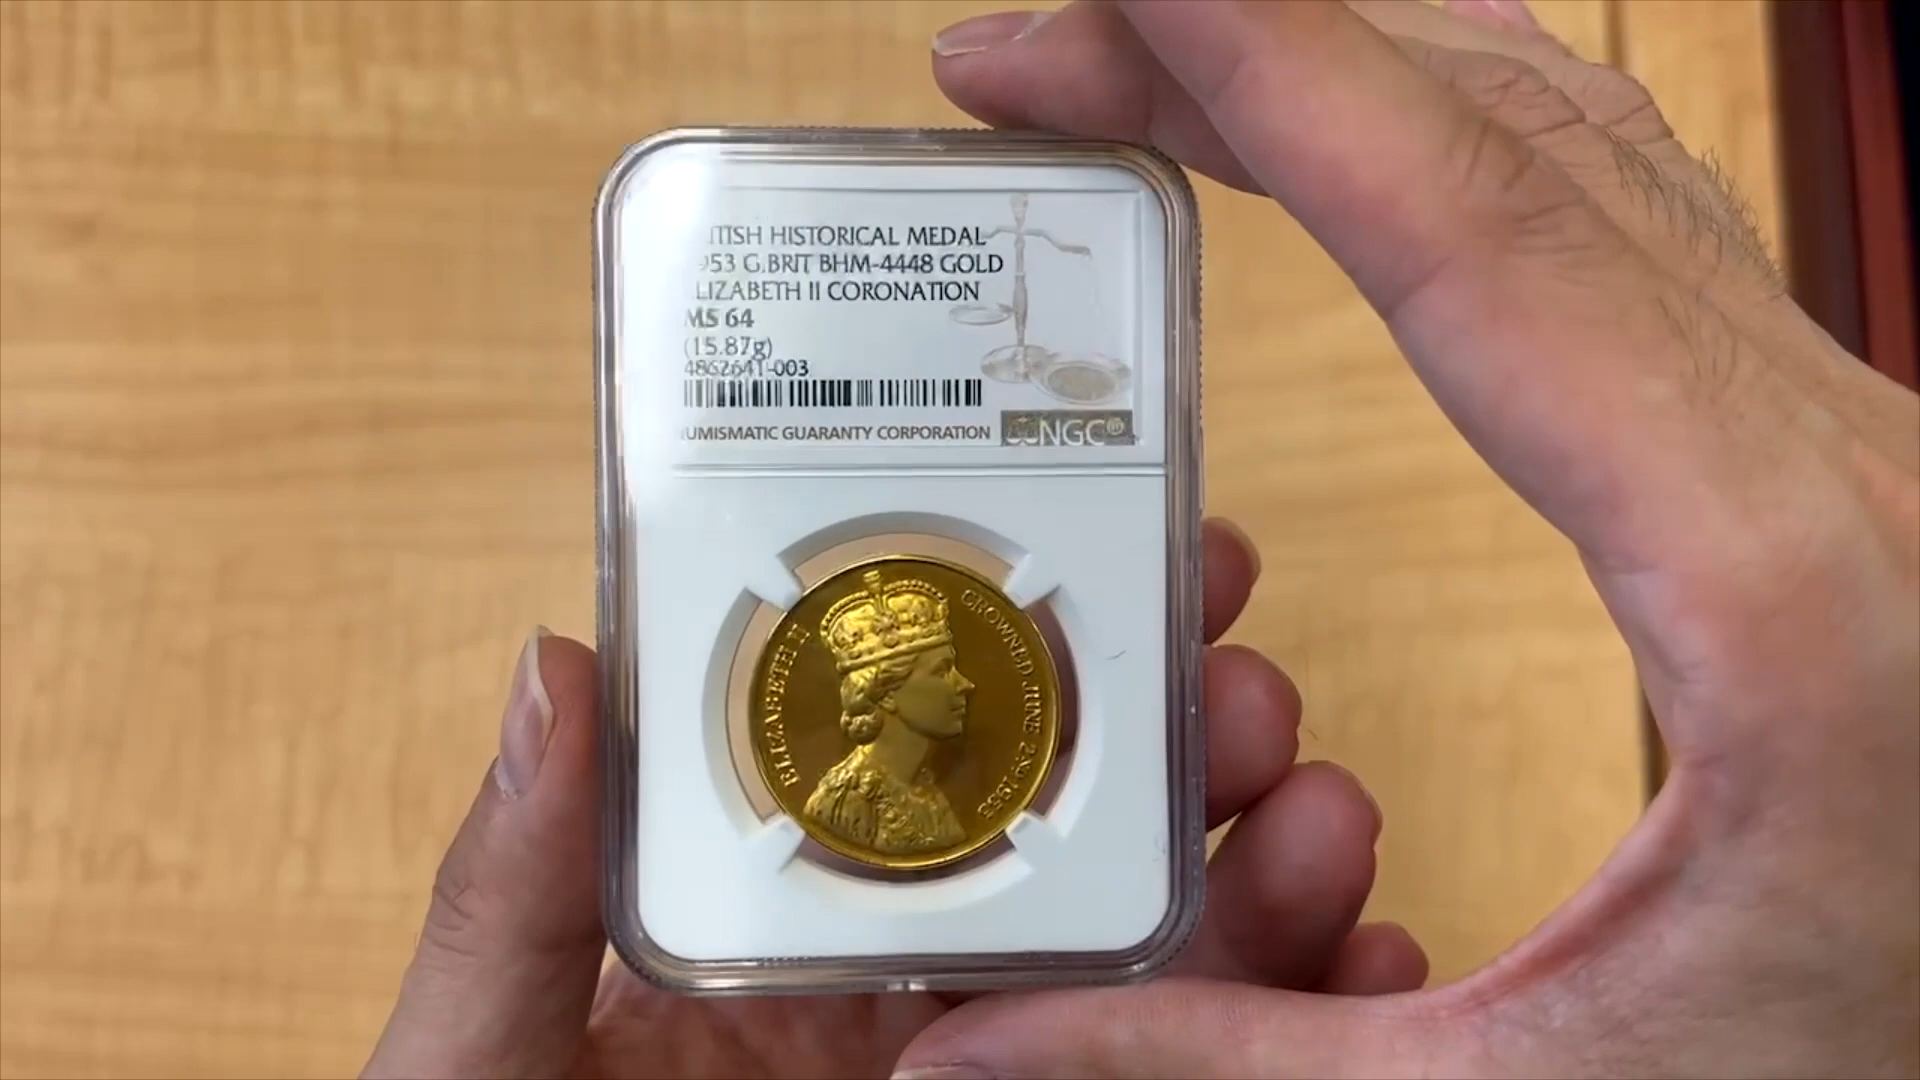 ITISH HISTORICAL MEDAL
953 G.BRIT BHM-4448 GOLD
LIZABETH II CORONATION
MS 64
(15.87g)
4862641-003
UMISMATIC GUARANTY CORPORATION
NGC®
ELIZABETH II
CROWNED JUNE 2ND 1953